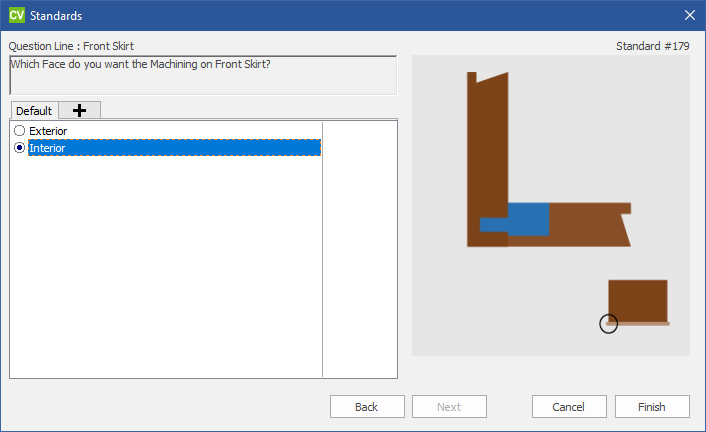 CV Standards
Question Line : Front Skirt
Standard #179
Which Face do you want the Machining on Front Skirt?
Default
Exterior
Interior
Back
Next
Cancel
Finish